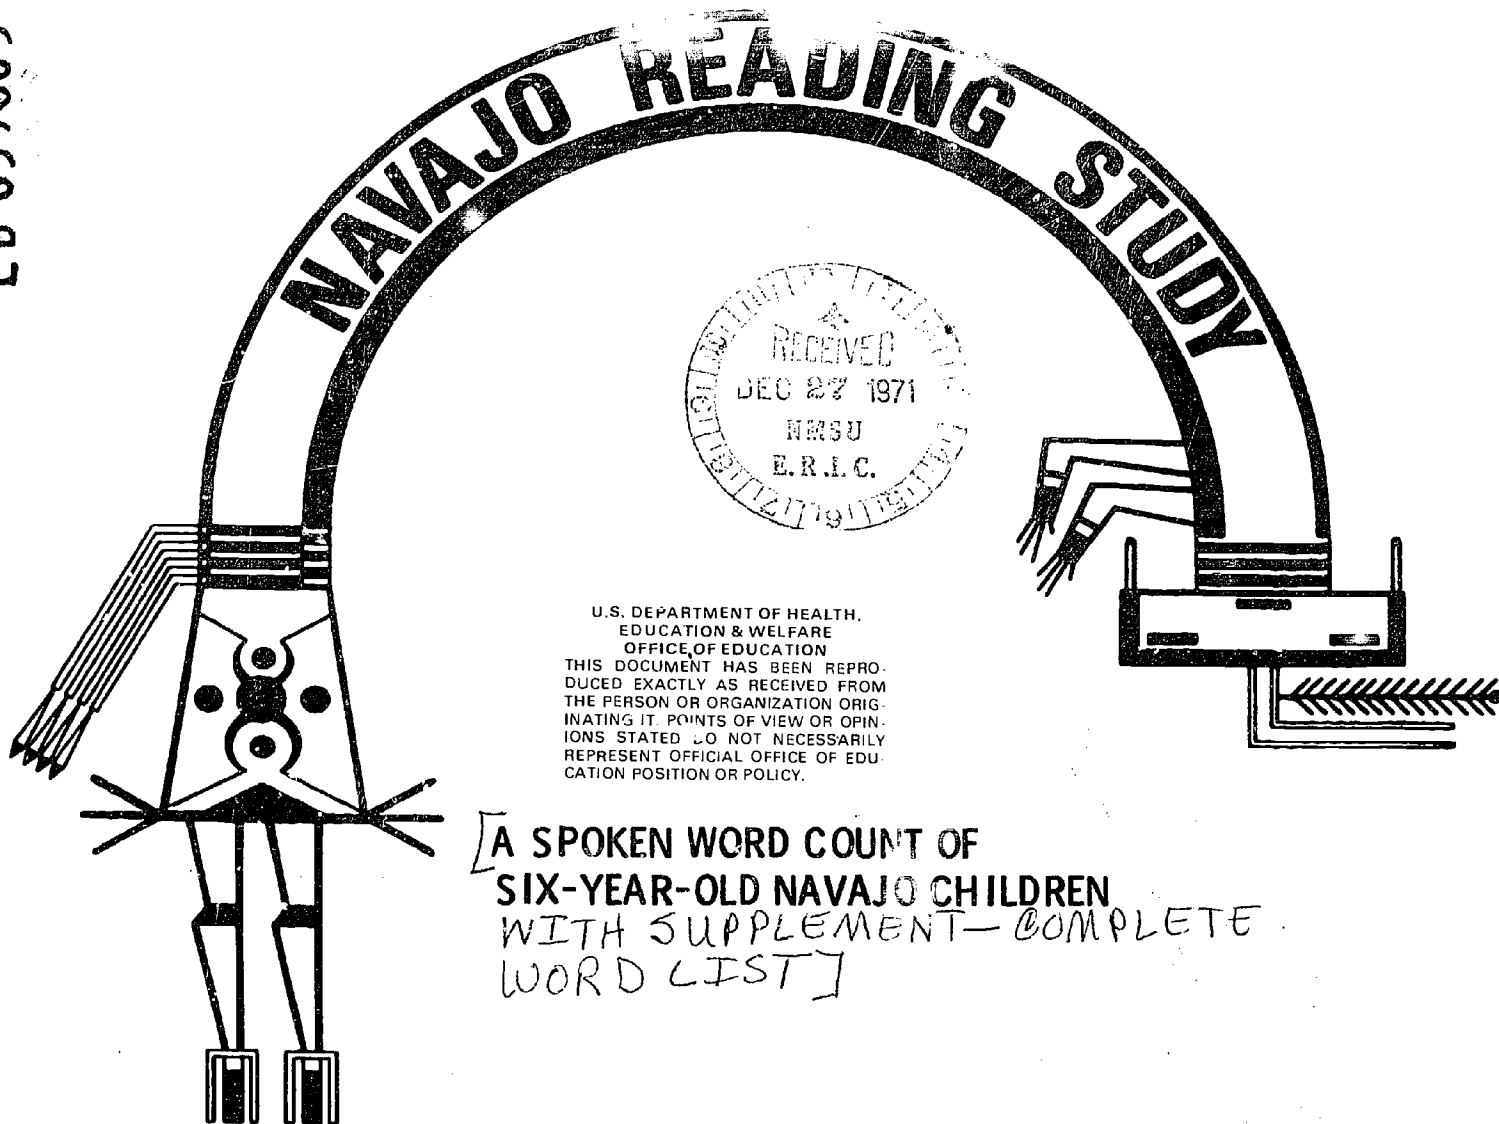 NAVAJO READING STUDY
RECEIVED
DEC 27 1971
NMSU
E.R.I.C.
U.S. DEPARTMENT OF HEALTH,
EDUCATION & WELFARE
OFFICE OF EDUCATION
THIS DOCUMENT HAS BEEN REPRO-
DUCED EXACTLY AS RECEIVED FROM
THE PERSON OR ORGANIZATION ORIG-
INATING IT. POINTS OF VIEW OR OPIN-
IONS STATED DO NOT NECESSARILY
REPRESENT OFFICIAL OFFICE OF EDU-
CATION POSITION OR POLICY.
[A SPOKEN WORD COUNT OF
SIX-YEAR-OLD NAVAJO CHILDREN
WITH SUPPLEMENT—COMPLETE
WORD LIST]